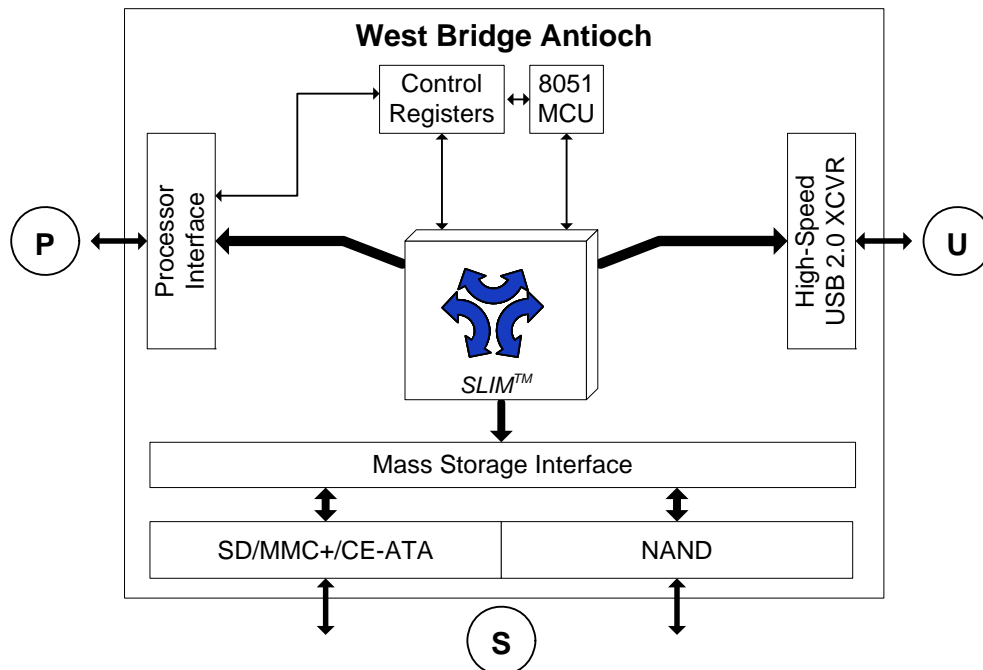 West Bridge Antioch
Control
Registers
8051
MCU
P
Processor
Interface
High-Speed
USB 2.0 XCVR
U
SLIM™
Mass Storage Interface
SD/MMC+/CE-ATA
NAND
S